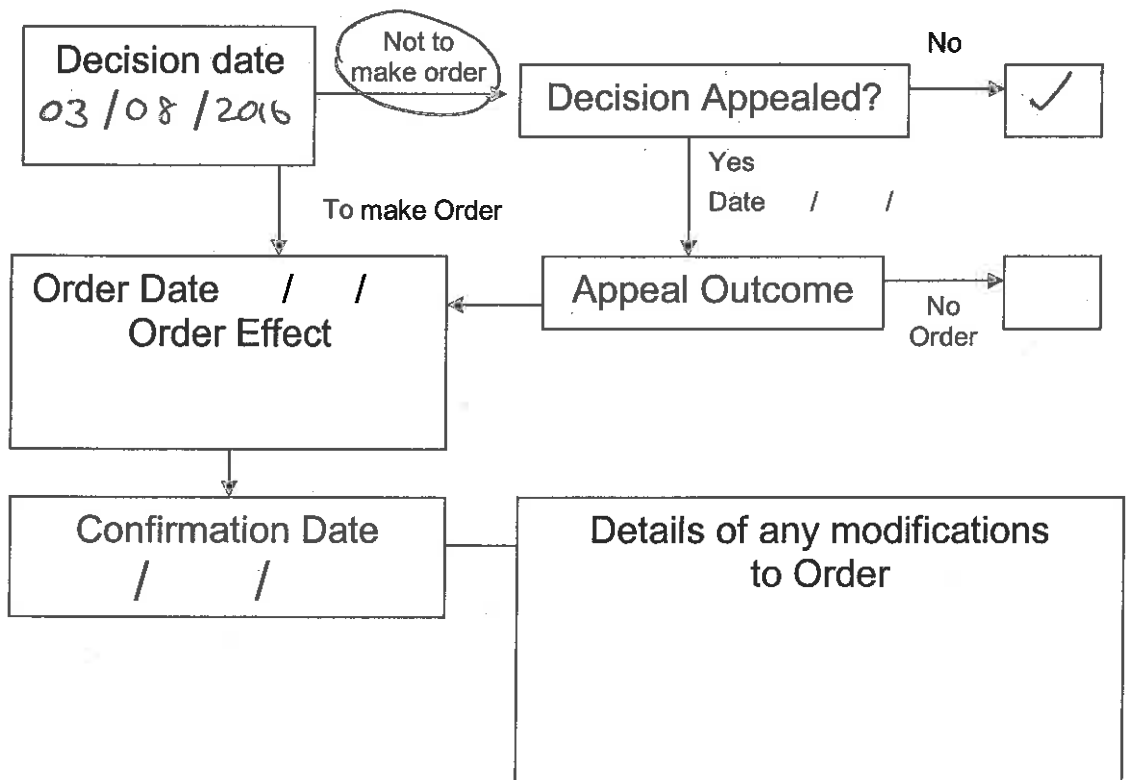 Decision date
03/08/2016
Not to
make order
Decision Appealed?
No
✓
Yes
Date / /
To make Order
Order Date / /
Order Effect
Appeal Outcome
No
Order
Confirmation Date
/ /
Details of any modifications
to Order